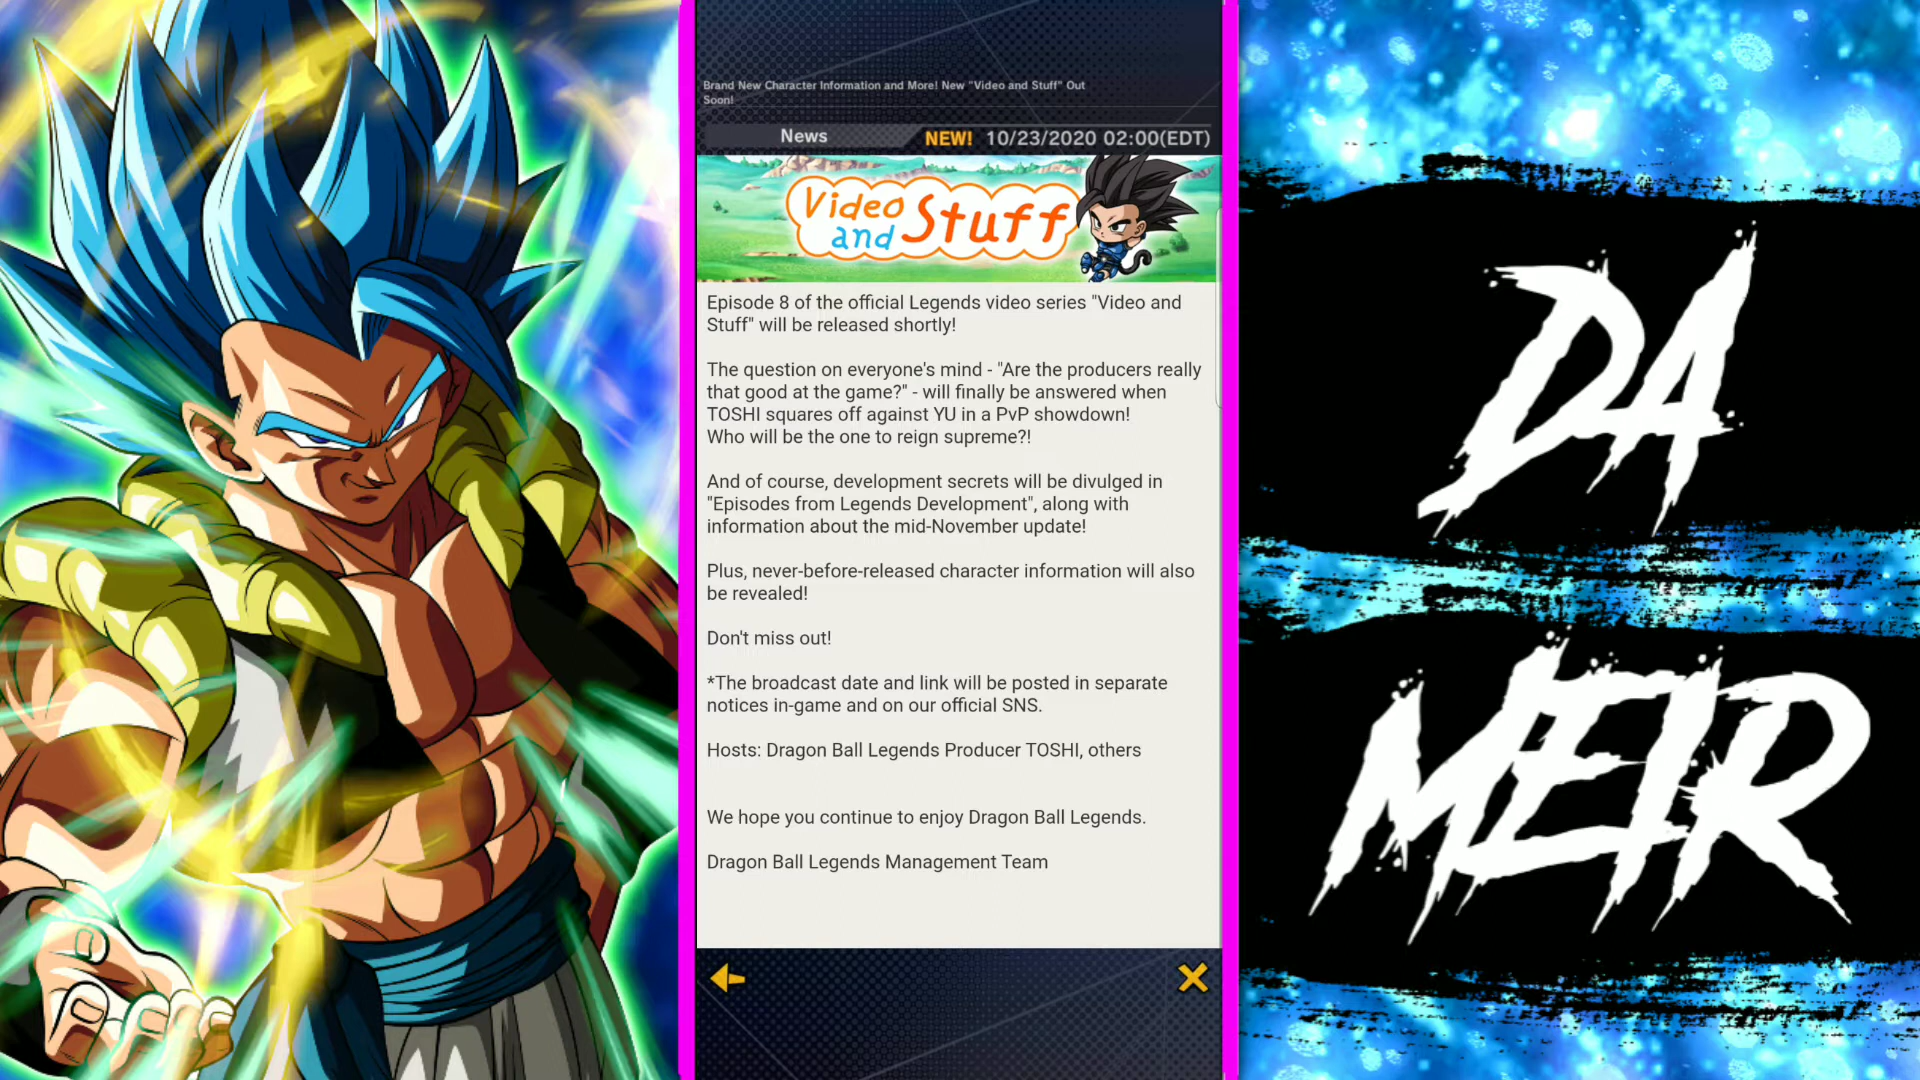 Brand New Character Information and More! New "Video and Stuff" Out
Soon!
News
NEW! 10/23/2020 02:00(EDT)
Video
and Stuff
Episode 8 of the official Legends video series "Video and
Stuff" will be released shortly!
The question on everyone's mind - "Are the producers really
that good at the game?" - will finally be answered when
TOSHI squares off against YU in a PvP showdown!
Who will be the one to reign supreme?!
And of course, development secrets will be divulged in
"Episodes from Legends Development", along with
information about the mid-November update!
Plus, never-before-released character information will also
be revealed!
Don't miss out!
*The broadcast date and link will be posted in separate
notices in-game and on our official SNS.
Hosts: Dragon Ball Legends Producer TOSHI, others
We hope you continue to enjoy Dragon Ball Legends.
Dragon Ball Legends Management Team
DA
MEIR